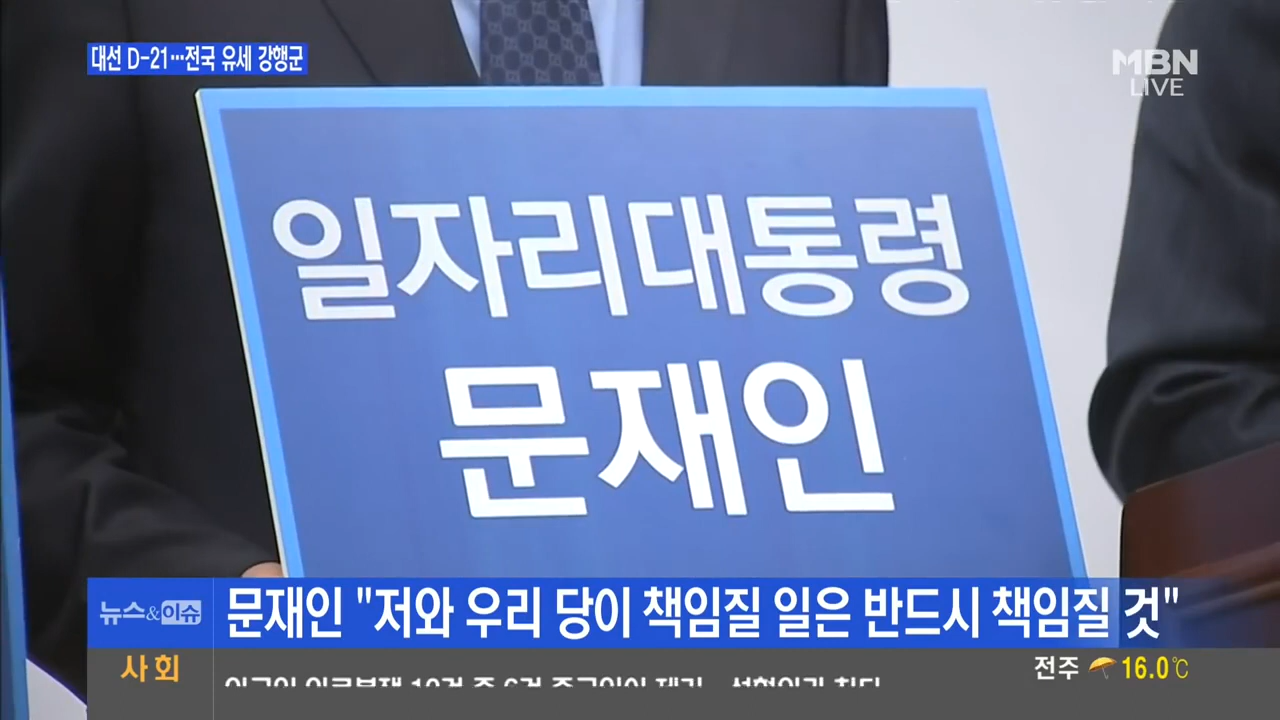 대선 D-21…전국 유세 강행군
MBN
LIVE
일자리대통령
문재인
뉴스&이슈
문재인 "저와 우리 당이 책임질 일은 반드시 책임질 것"
사회
전주 16.0℃